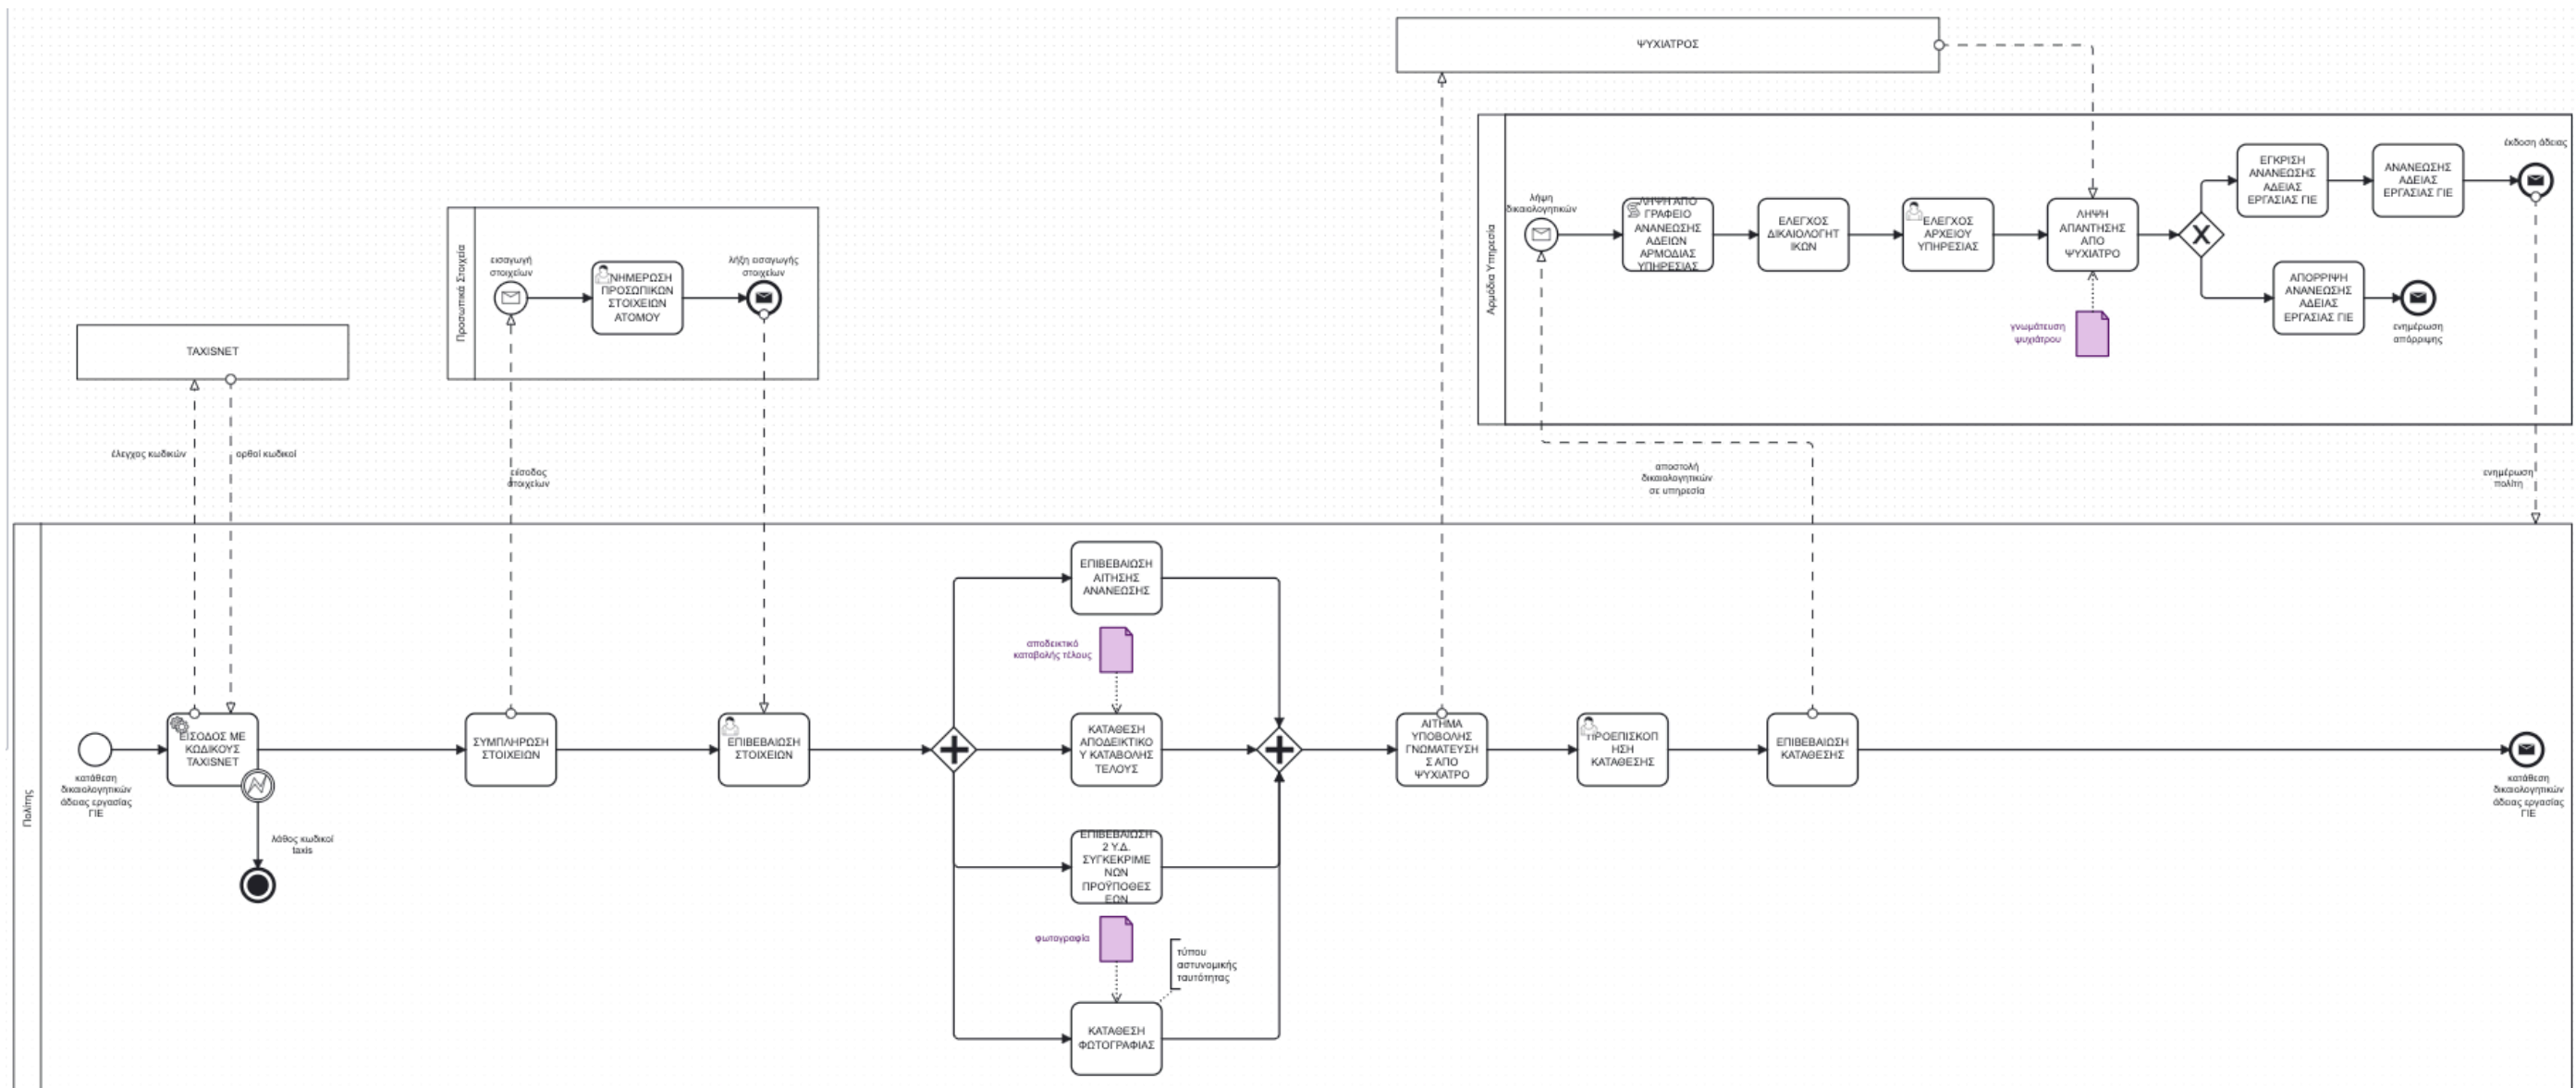 ΨΥΧΙΑΤΡΟΣ
Αρμόδια Υπηρεσία
λήψη
δικαιολογητικών
ΛΗΨΗ ΑΠΟ
ΓΡΑΦΕΙΟ
ΑΝΑΝΕΩΣΗΣ
ΑΔΕΙΩΝ
ΑΡΜΟΔΙΑΣ
ΥΠΗΡΕΣΙΑΣ
ΕΛΕΓΧΟΣ
ΔΙΚΑΙΟΛΟΓΗΤ
ΙΚΩΝ
ΕΛΕΓΧΟΣ
ΑΡΧΕΙΟΥ
ΥΠΗΡΕΣΙΑΣ
ΛΗΨΗ
ΑΠΑΝΤΗΣΗΣ
ΑΠΟ
ΨΥΧΙΑΤΡΟ
γνωμάτευση
ψυχιάτρου
ΕΓΚΡΙΣΗ
ΑΝΑΝΕΩΣΗΣ
ΑΔΕΙΑΣ
ΕΡΓΑΣΙΑΣ ΓΙΕ
ΑΝΑΝΕΩΣΗΣ
ΑΔΕΙΑΣ
ΕΡΓΑΣΙΑΣ ΓΙΕ
έκδοση άδειας
ΑΠΟΡΡΙΨΗ
ΑΝΑΝΕΩΣΗΣ
ΑΔΕΙΑΣ
ΕΡΓΑΣΙΑΣ ΓΙΕ
ενημέρωση
απόρριψης
Προσωπικά Στοιχεία
εισαγωγή
στοιχείων
ΕΝΗΜΕΡΩΣΗ
ΠΡΟΣΩΠΙΚΩΝ
ΣΤΟΙΧΕΙΩΝ
ΑΤΟΜΟΥ
λήξη εισαγωγής
στοιχείων
TAXISNET
έλεγχος κωδικών
ορθοί κωδικοί
είσοδος
στοιχείων
αποστολή
δικαιολογητικών
σε υπηρεσία
ενημέρωση
πολίτη
Πολίτης
κατάθεση
δικαιολογητικών
άδειας εργασίας
ΓΙΕ
ΕΙΣΟΔΟΣ ΜΕ
ΚΩΔΙΚΟΥΣ
TAXISNET
λάθος κωδικοί
taxis
ΣΥΜΠΛΗΡΩΣΗ
ΣΤΟΙΧΕΙΩΝ
ΕΠΙΒΕΒΑΙΩΣΗ
ΣΤΟΙΧΕΙΩΝ
ΕΠΙΒΕΒΑΙΩΣΗ
ΑΙΤΗΣΗΣ
ΑΝΑΝΕΩΣΗΣ
αποδεικτικό
καταβολής τέλους
ΚΑΤΑΘΕΣΗ
ΑΠΟΔΕΙΚΤΙΚΟ
Υ ΚΑΤΑΒΟΛΗΣ
ΤΕΛΟΥΣ
ΕΠΙΒΕΒΑΙΩΣΗ
2 Υ.Δ.
ΣΥΓΚΕΚΡΙΜΕ
ΝΩΝ
ΠΡΟΫΠΟΘΕΣ
ΕΩΝ
φωτογραφία
τύπου
αστυνομικής
ταυτότητας
ΚΑΤΑΘΕΣΗ
ΦΩΤΟΓΡΑΦΙΑΣ
ΑΙΤΗΜΑ
ΥΠΟΒΟΛΗΣ
ΓΝΩΜΑΤΕΥΣΗ
Σ ΑΠΟ
ΨΥΧΙΑΤΡΟ
ΠΡΟΕΠΙΣΚΟΠ
ΗΣΗ
ΚΑΤΑΘΕΣΗΣ
ΕΠΙΒΕΒΑΙΩΣΗ
ΚΑΤΑΘΕΣΗΣ
κατάθεση
δικαιολογητικών
άδειας εργασίας
ΓΙΕ